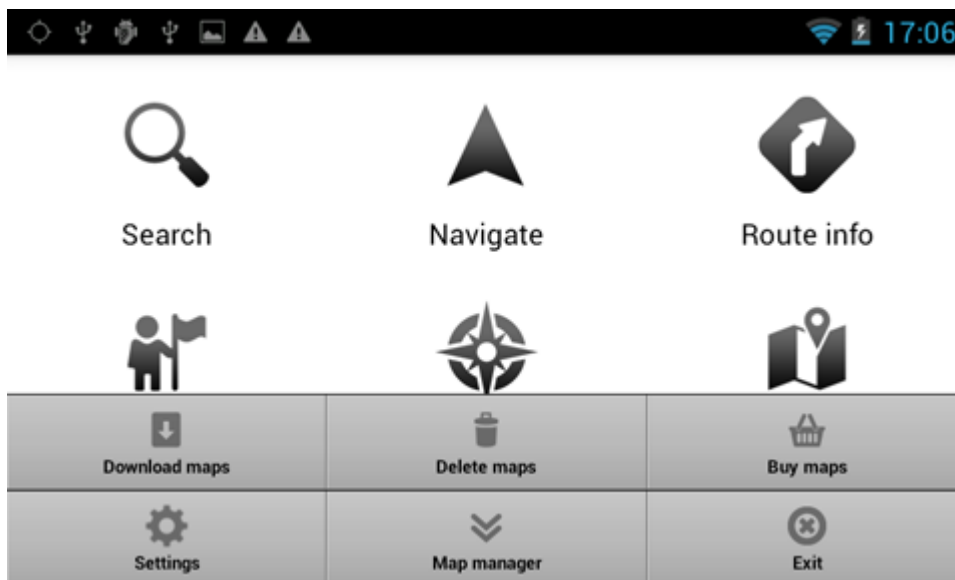 17:06
Search
Navigate
Route info
Download maps
Delete maps
Buy maps
Settings
Map manager
Exit